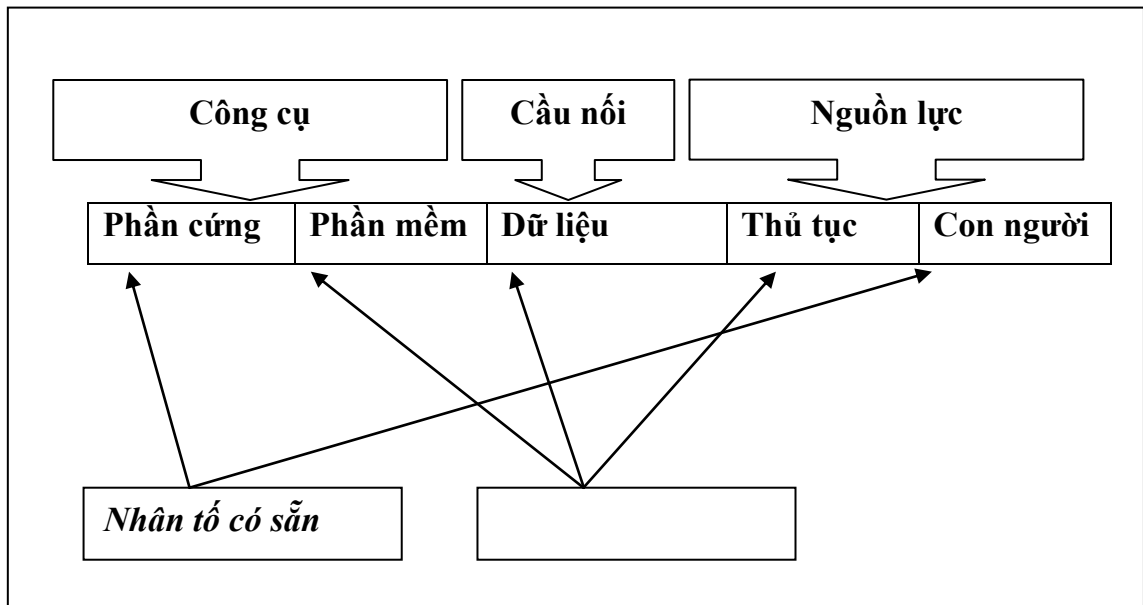 Công cụ
Cầu nối
Nguồn lực
Phần cứng
Phần mềm
Dữ liệu
Thủ tục
Con người
Nhân tố có sẵn